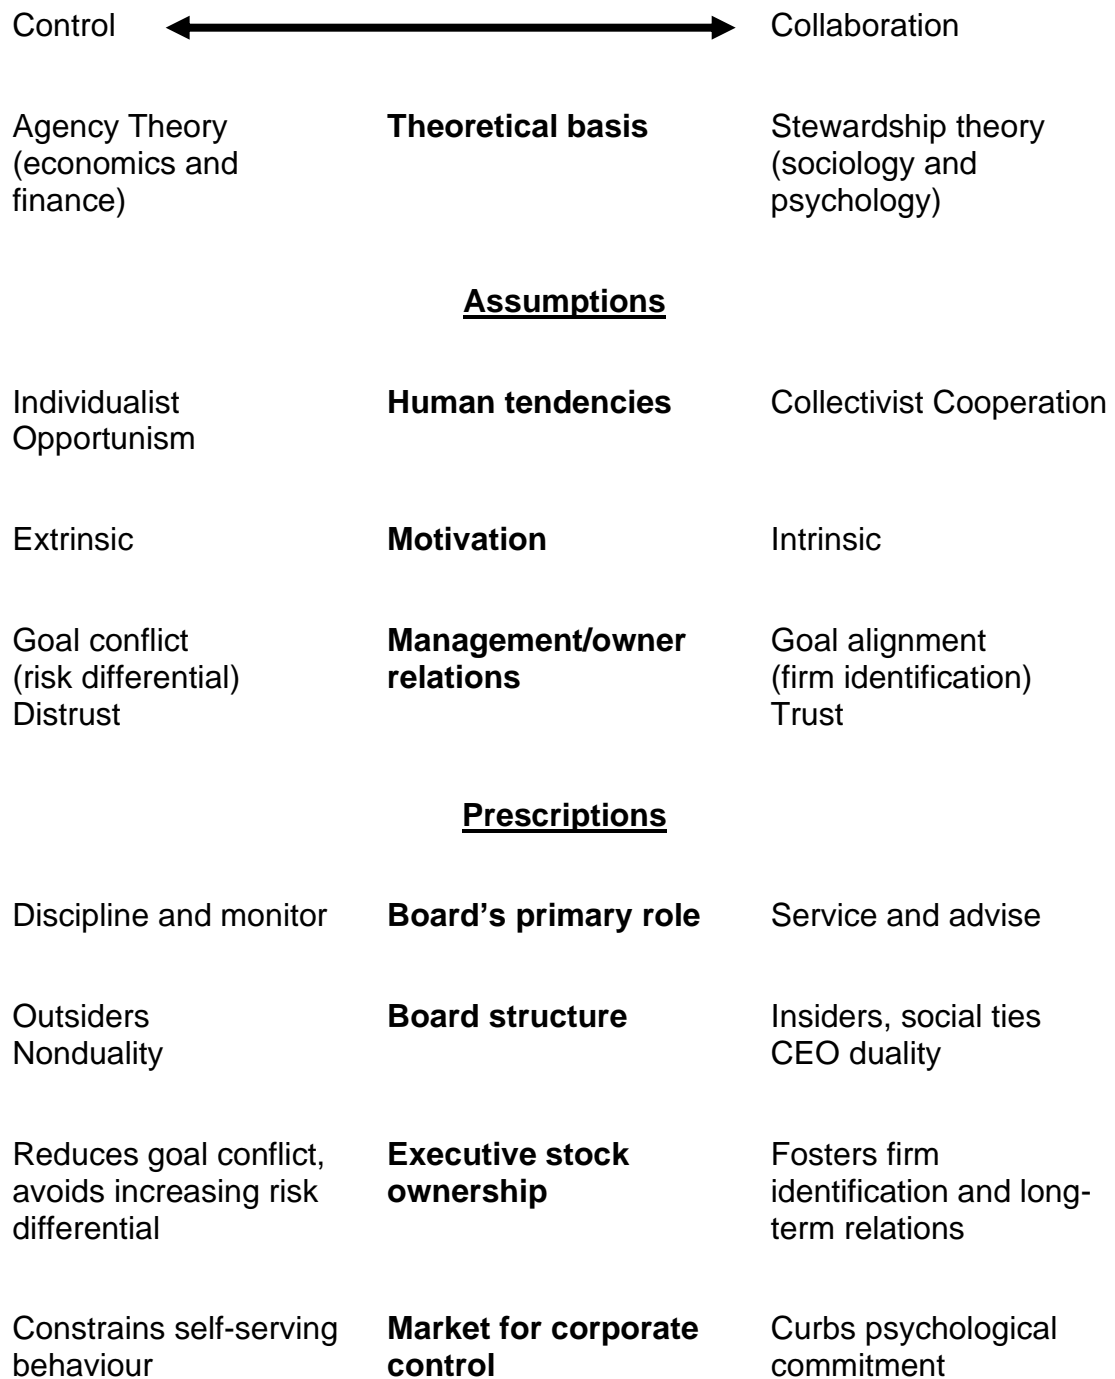 Control Collaboration
Agency Theory Theoretical basis Stewardship theory
(economics and (sociology and
finance) psychology)
Assumptions
Individualist Human tendencies Collectivist Cooperation
Opportunism
Extrinsic Motivation Intrinsic
Goal conflict Management/owner Goal alignment
(risk differential) relations (firm identification)
Distrust Trust
Prescriptions
Discipline and monitor Board's primary role Service and advise
Outsiders Board structure Insiders, social ties
Nonduality CEO duality
Reduces goal conflict, Executive stock Fosters firm
avoids increasing risk ownership identification and long-
differential term relations
Constrains self-serving Market for corporate Curbs psychological
behaviour control commitment